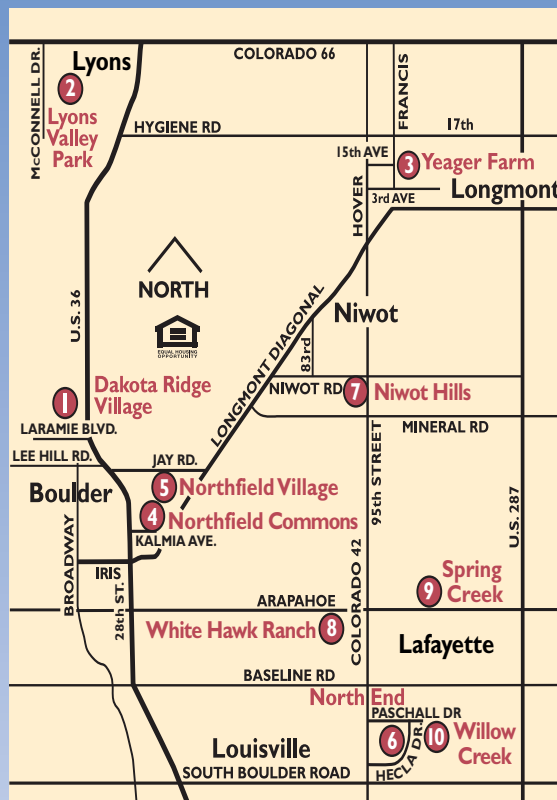 McCONNELL DR.
Lyons
2
Lyons
Valley
Park
COLORADO 66
FRANCIS
HYGIENE RD
17th
15th AVE
3
Yeager Farm
HOVER
3rd AVE
Longmont
U.S. 36
NORTH
EQUAL HOUSING
OPPORTUNITY
LONGMONT DIAGONAL
Niwot
83rd
1
Dakota Ridge
Village
NIWOT RD
7
Niwot Hills
LARAMIE BLVD.
MINERAL RD
LEE HILL RD.
JAY RD.
95th STREET
U.S. 287
Boulder
5
Northfield Village
4
Northfield Commons
KALMIA AVE.
BROADWAY
IRIS
28th ST.
COLORADO 42
9
Spring
Creek
ARAPAHOE
White Hawk Ranch
8
Lafayette
BASELINE RD
North End
PASCHALL DR
6
HECLA DR.
10
Willow
Creek
Louisville
SOUTH BOULDER ROAD